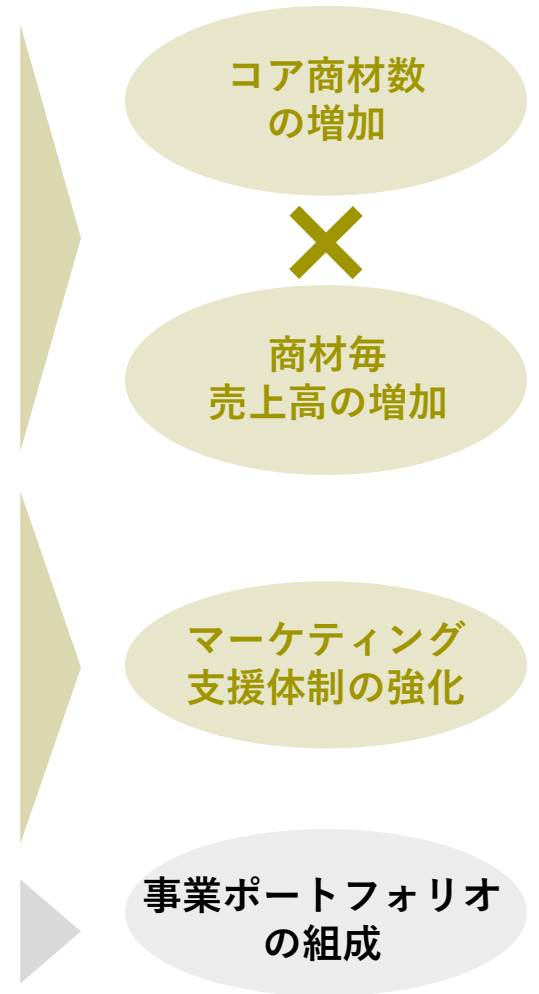 コア商材数
の増加
×
商材毎
売上高の増加
マーケティング
支援体制の強化
事業ポートフォリオ
の組成